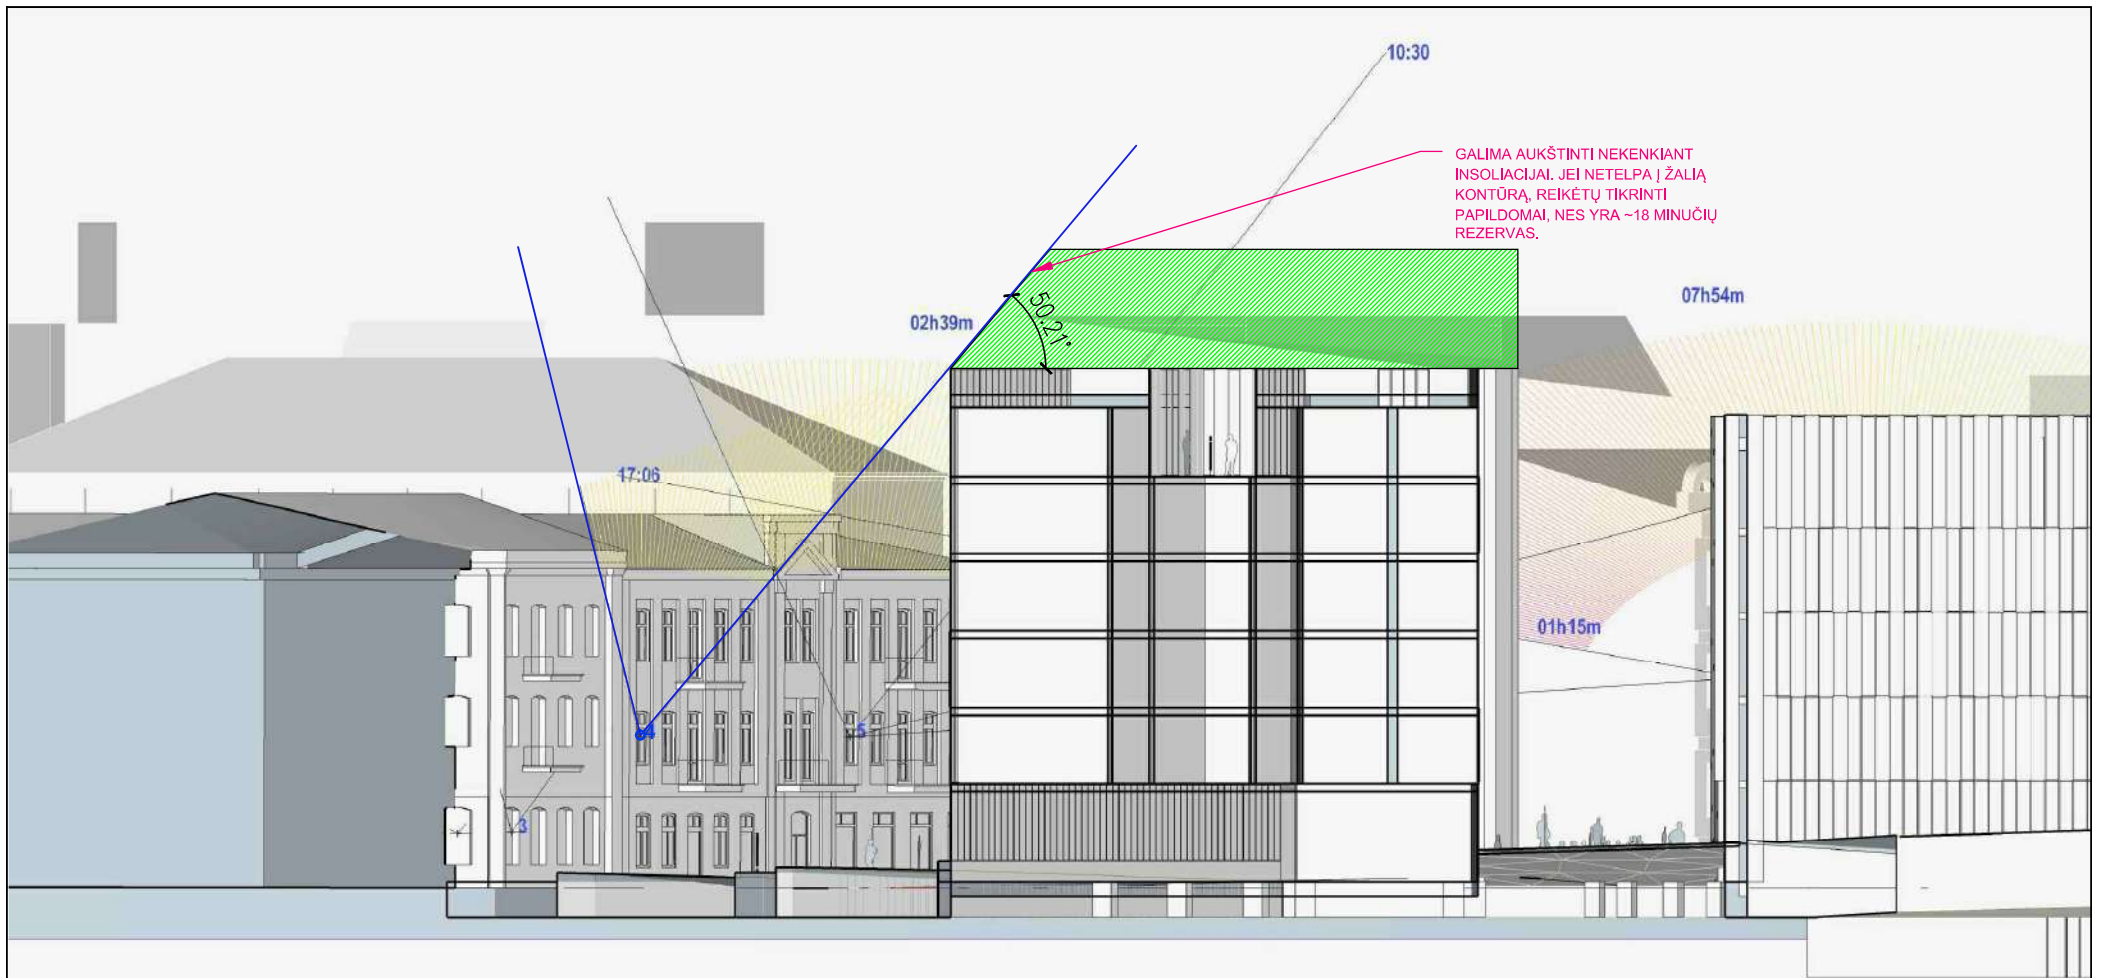 10:30
GALIMA AUKŠTINTI NEKENKIANT
INSOLIACIJAI. JEI NETELPA Į ŽALIĄ
KONTŪRĄ, REIKĖTŲ TIKRINTI
PAPILDOMAI, NES YRA ~18 MINUČIŲ
REZERVAS.
07h54m
02h39m
50.21°
17:06
01h15m
4
5
3